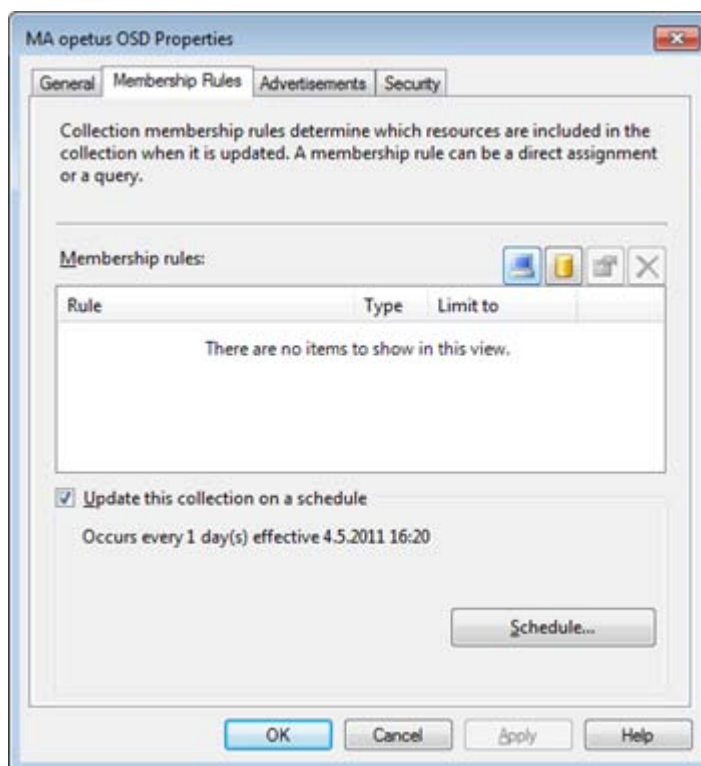 MA opetus OSD Properties
General Membership Rules Advertisements Security
Collection membership rules determine which resources are included in the
collection when it is updated. A membership rule can be a direct assignment
or a query.
Membership rules:
Rule Type Limit to
There are no items to show in this view.
Update this collection on a schedule
Occurs every 1 day(s) effective 4.5.2011 16:20
Schedule...
OK Cancel Apply Help